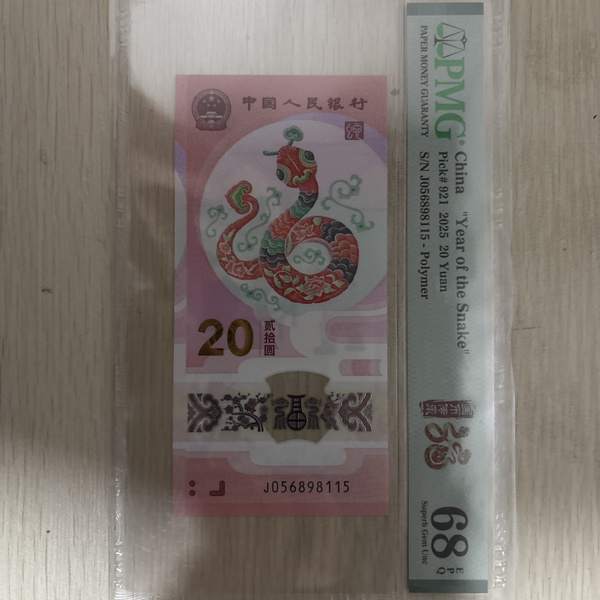 中国人民银行
20
贰拾圆
J056898115
PMG
PAPER MONEY GUARANTY
China "Year of the Snake"
Pick# 921 2025 20 Yuan
S/N J056898115 - Polymer
68
EPQ
Superb Gem Unc